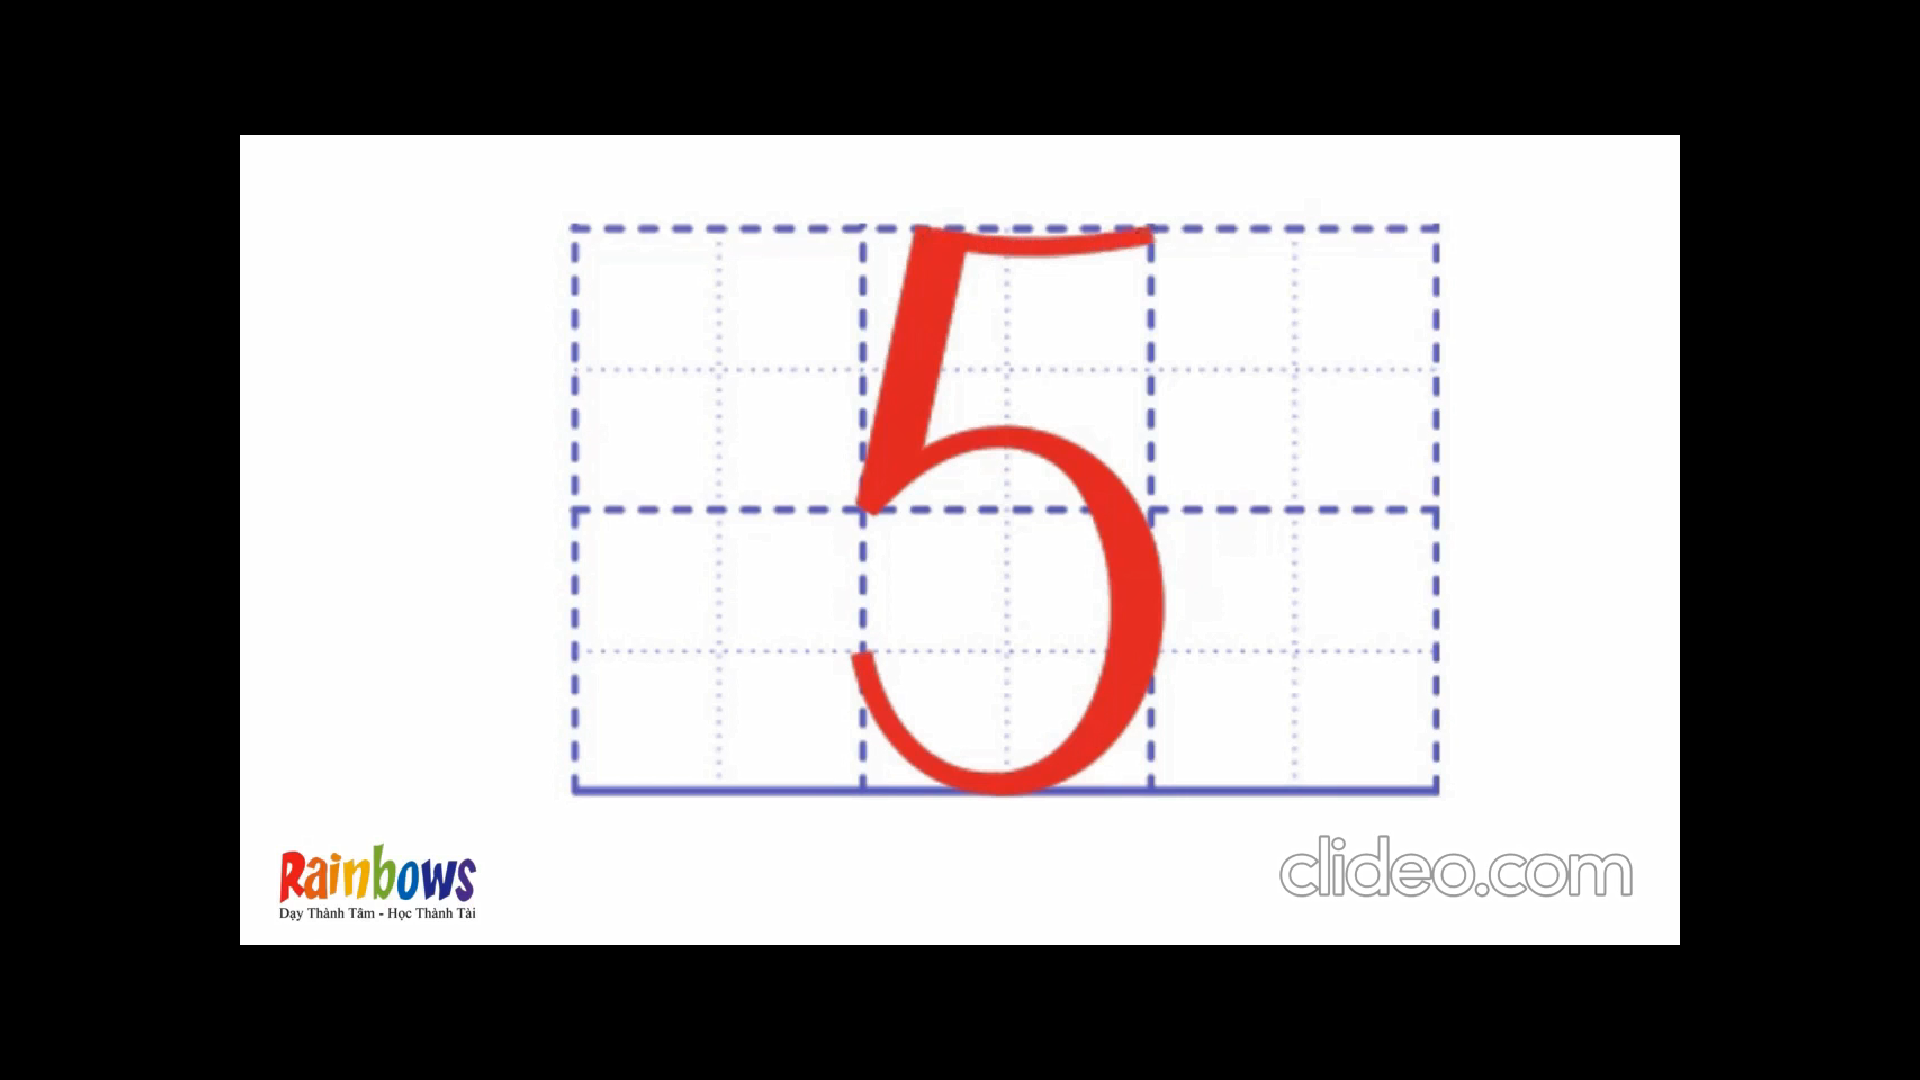 5
Rainbows
Dạy Thành Tâm - Học Thành Tài
clideo.com